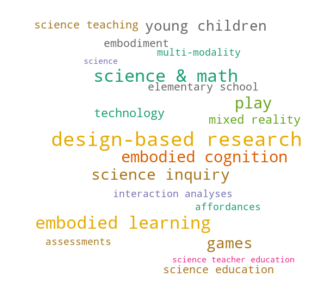 science teaching young children
embodiment
multi-modality
science
science & math
elementary school
play
technology
mixed reality
design-based research
embodied cognition
science inquiry
interaction analyses
affordances
embodied learning
assessments games
science teacher education
science education